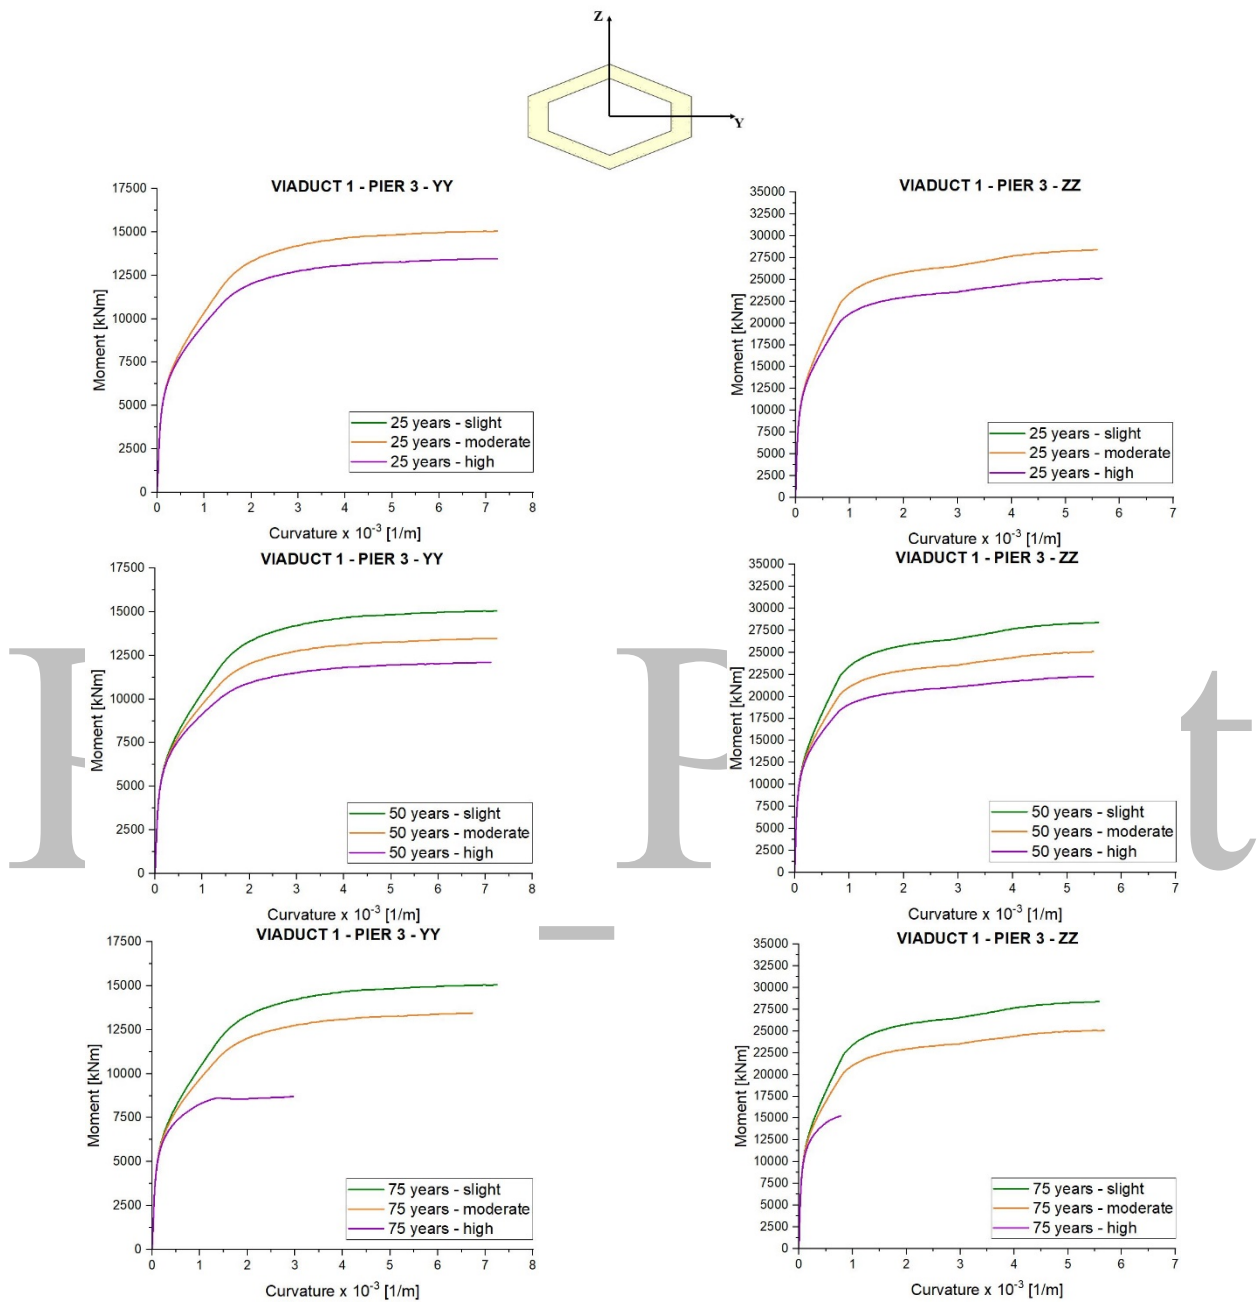 Z
Y
VIADUCT 1 - PIER 3 - YY
17500
15000
12500
10000
7500
5000
2500
0
Moment [kNm]
25 years - slight
25 years - moderate
25 years - high
0 1 2 3 4 5 6 7 8
Curvature x 10-3 [1/m]
VIADUCT 1 - PIER 3 - ZZ
35000
32500
30000
27500
25000
22500
20000
17500
15000
12500
10000
7500
5000
2500
0
Moment [kNm]
25 years - slight
25 years - moderate
25 years - high
0 1 2 3 4 5 6 7
Curvature x 10-3 [1/m]
VIADUCT 1 - PIER 3 - YY
17500
15000
12500
10000
7500
5000
2500
0
Moment [kNm]
50 years - slight
50 years - moderate
50 years - high
0 1 2 3 4 5 6 7 8
Curvature x 10-3 [1/m]
VIADUCT 1 - PIER 3 - ZZ
35000
32500
30000
27500
25000
22500
20000
17500
15000
12500
10000
7500
5000
2500
0
Moment [kNm]
50 years - slight
50 years - moderate
50 years - high
0 1 2 3 4 5 6 7
Curvature x 10-3 [1/m]
VIADUCT 1 - PIER 3 - YY
17500
15000
12500
10000
7500
5000
2500
0
Moment [kNm]
75 years - slight
75 years - moderate
75 years - high
0 1 2 3 4 5 6 7 8
Curvature x 10-3 [1/m]
VIADUCT 1 - PIER 3 - ZZ
35000
32500
30000
27500
25000
22500
20000
17500
15000
12500
10000
7500
5000
2500
0
Moment [kNm]
75 years - slight
75 years - moderate
75 years - high
0 1 2 3 4 5 6 7
Curvature x 10-3 [1/m]